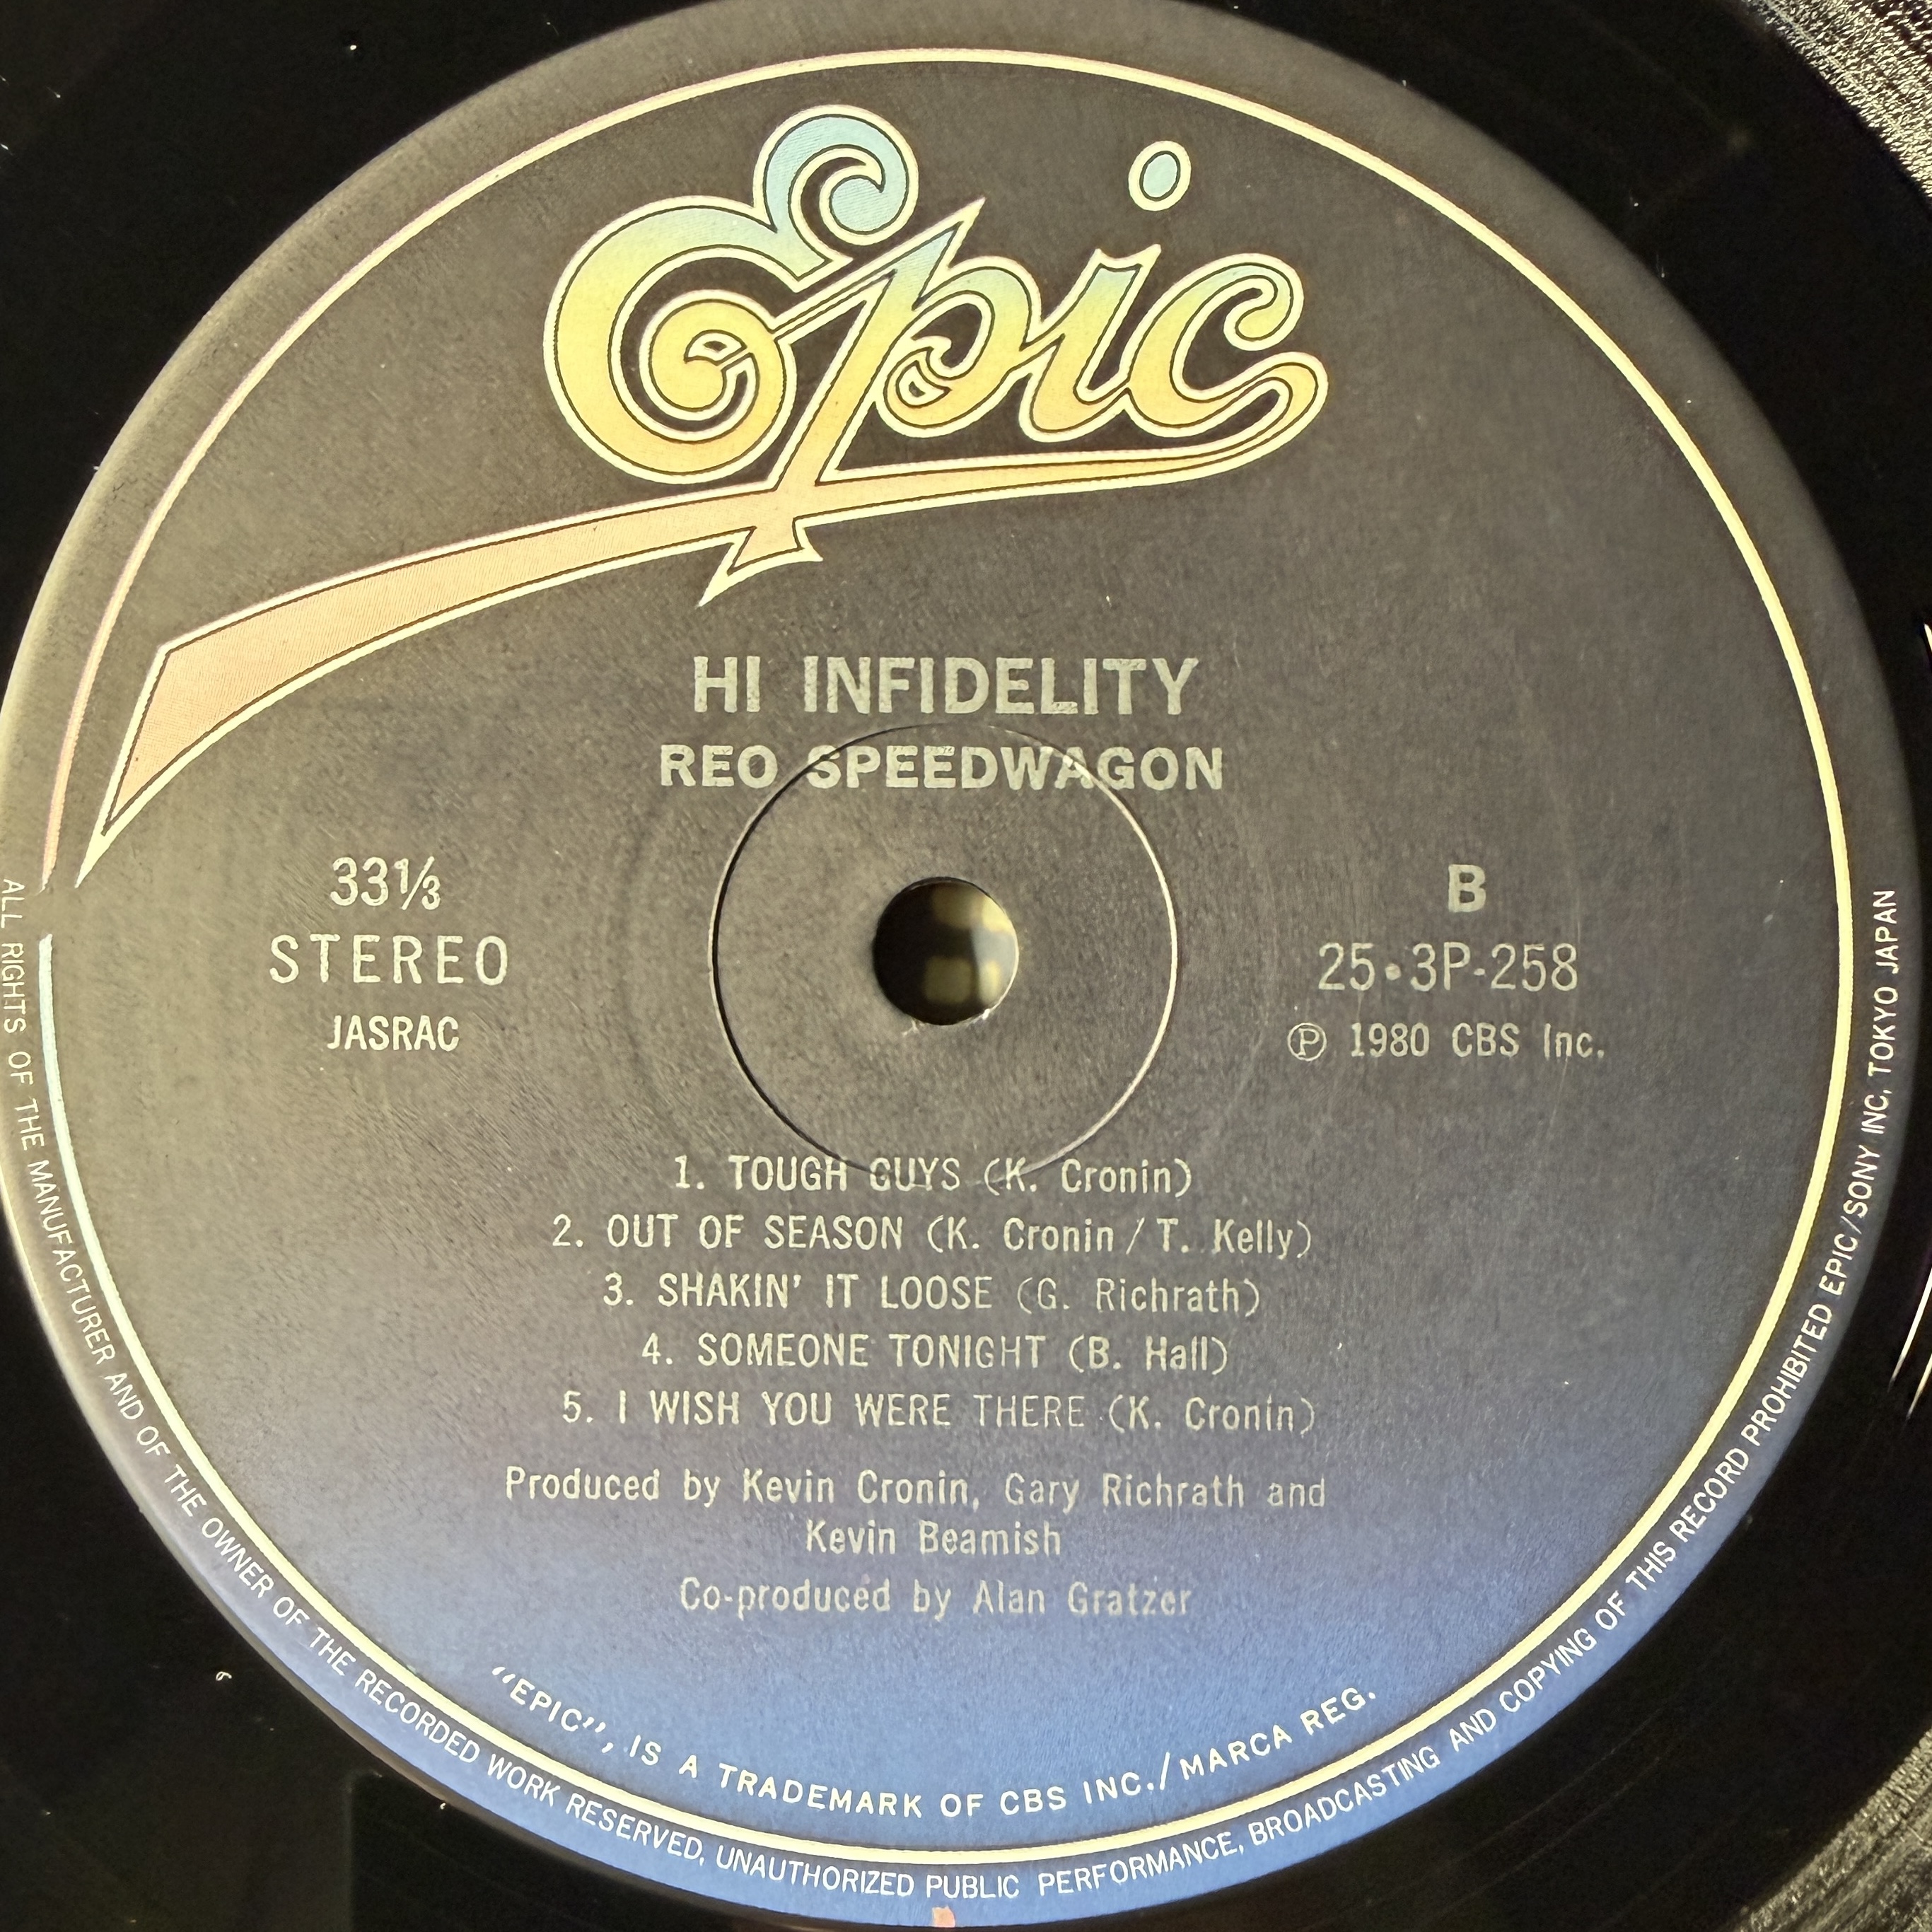 Epic
HI INFIDELITY
REO SPEEDWAGON
33⅓
STEREO
JASRAC
B
25・3P-258
Ⓟ 1980 CBS Inc.
1. TOUGH GUYS (K. Cronin)
2. OUT OF SEASON (K. Cronin / T. Kelly)
3. SHAKIN' IT LOOSE (G. Richrath)
4. SOMEONE TONIGHT (B. Hall)
5. I WISH YOU WERE THERE (K. Cronin)
Produced by Kevin Cronin, Gary Richrath and
Kevin Beamish
Co-produced by Alan Gratzer
"EPIC", IS A TRADEMARK OF CBS INC./MARCA REG.
ALL RIGHTS OF THE MANUFACTURER AND OF THE OWNER OF THE RECORDED WORK RESERVED, UNAUTHORIZED PUBLIC PERFORMANCE, BROADCASTING AND COPYING OF THIS RECORD PROHIBITED EPIC/SONY INC, TOKYO JAPAN